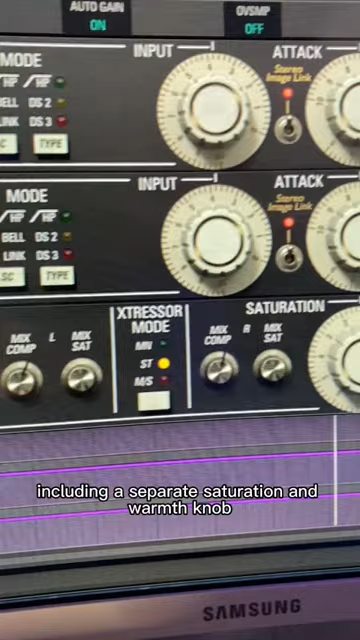 AUTO GAIN
ON
OVSMP
OFF
MODE
INPUT
ATTACK
HP / HP
BELL DS 2
LINK DS 3
TYPE
Stereo
Image Link
MODE
INPUT
ATTACK
HP / HP
BELL DS 2
LINK DS 3
SC
TYPE
Stereo
Image Link
XTRESSOR
MODE
SATURATION
MIX
COMP
L
MIX
SAT
MN
ST
M/S
MIX
COMP
R
MIX
SAT
including a separate saturation and
warmth knob
SAMSUNG